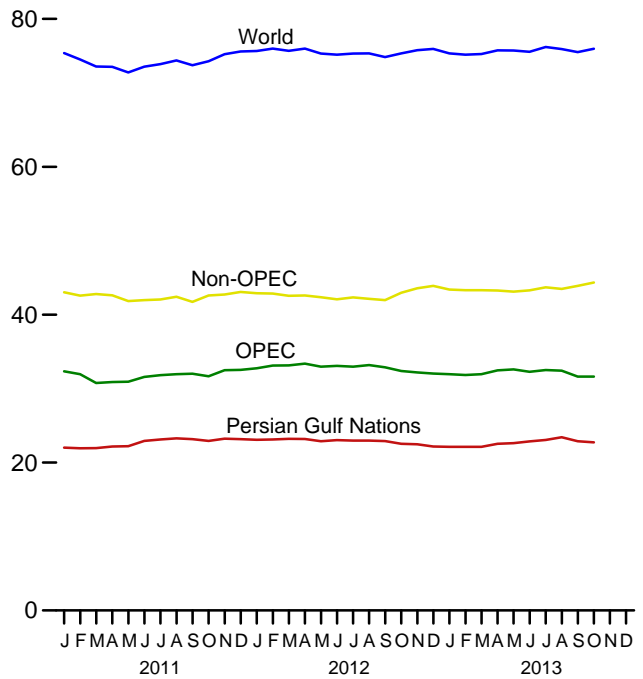 80
World
60
Non-OPEC
40
OPEC
Persian Gulf Nations
20
0
J F M A M J J A S O N D J F M A M J J A S O N D J F M A M J J A S O N D
2011 2012 2013